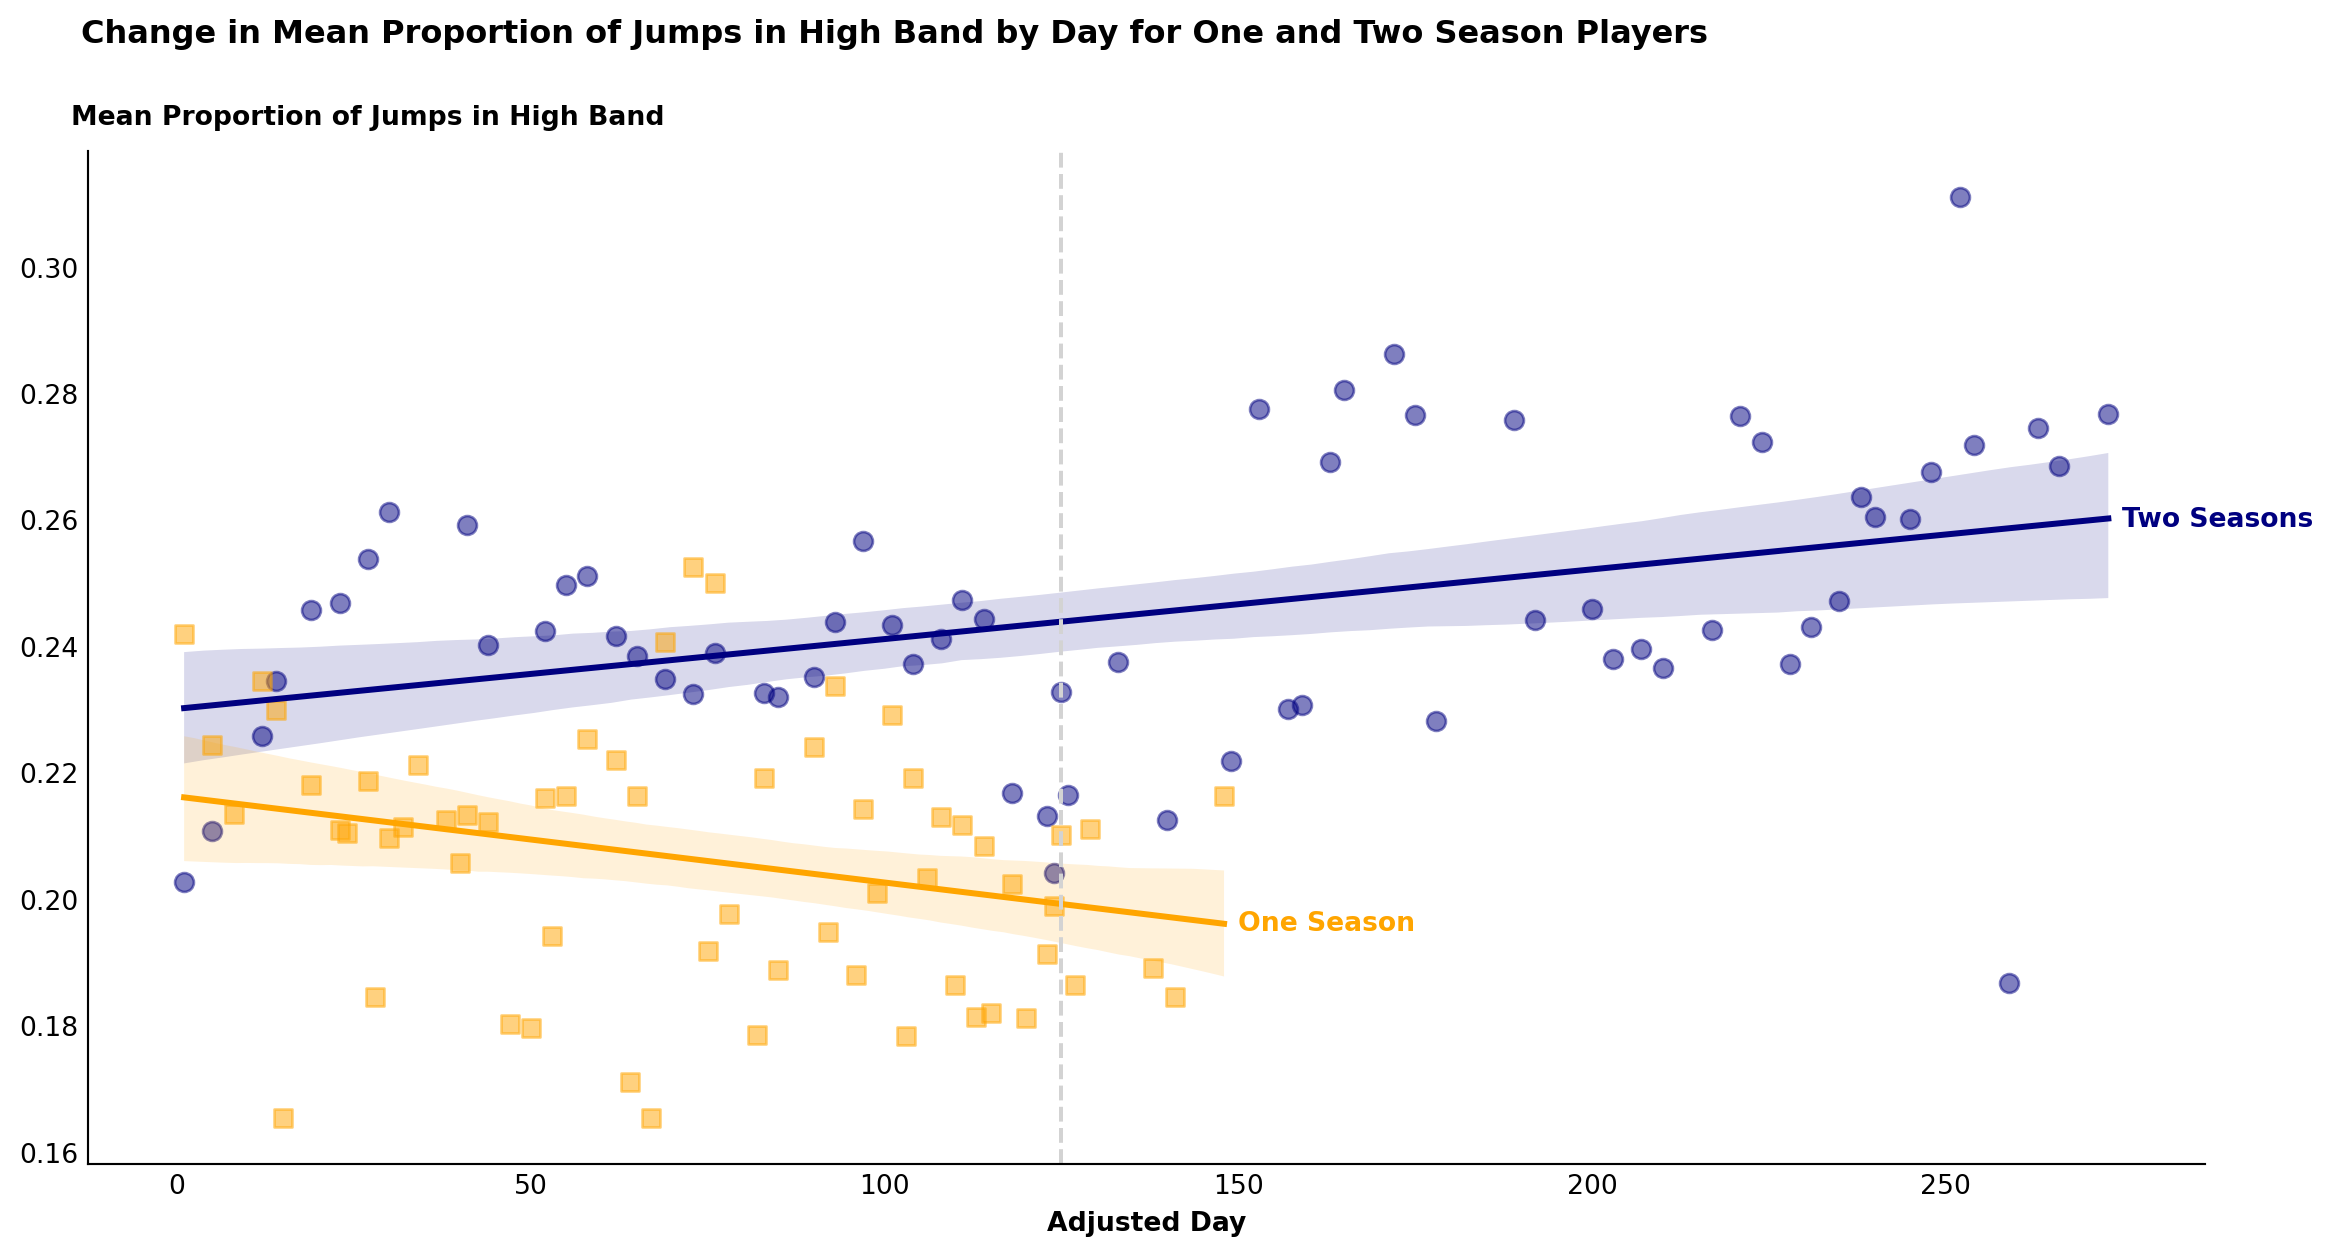 Change in Mean Proportion of Jumps in High Band by Day for One and Two Season Players
Mean Proportion of Jumps in High Band
0.30
0.28
0.26
0.24
0.22
0.20
0.18
0.16
Two Seasons
One Season
0 50 100 150 200 250
Adjusted Day